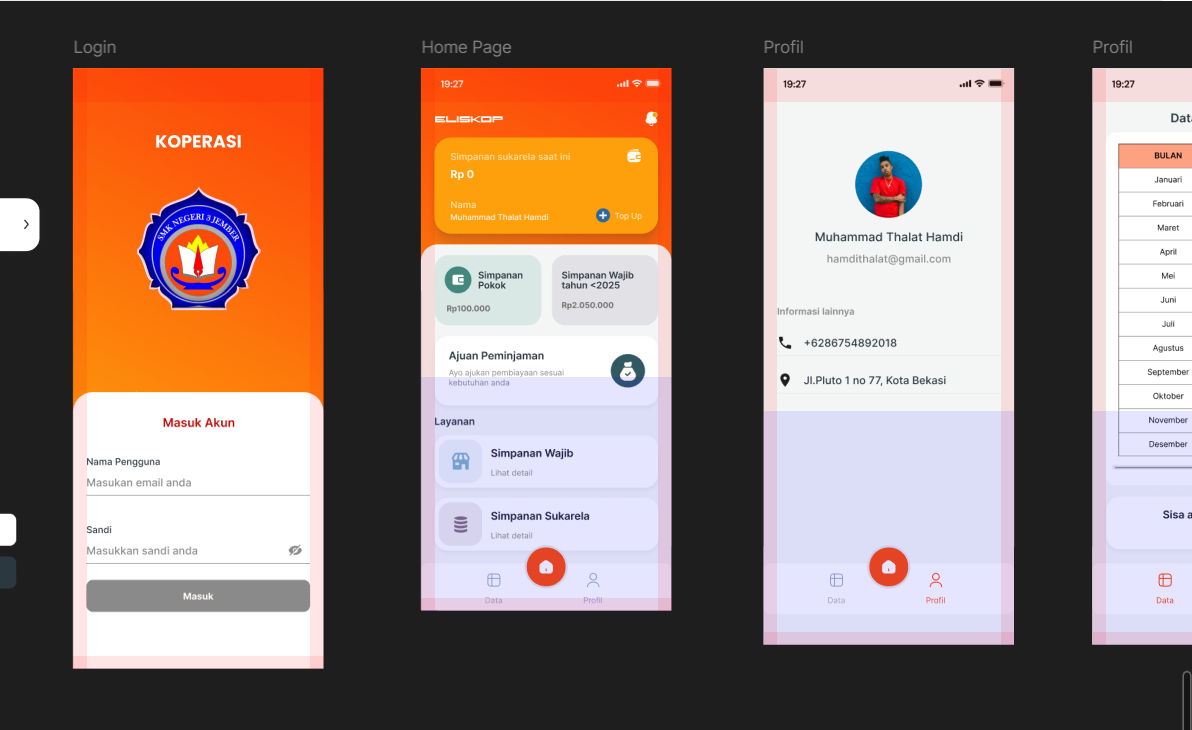 Login
KOPERASI
SMK NEGERI 3 JEMBER
Masuk Akun
Nama Pengguna
Masukan email anda
Sandi
Masukkan sandi anda
Masuk
Home Page
19:27
ELISKOP
Simpanan sukarela saat ini
Rp 0
Nama
Muhammad Thalat Hamdi
Top Up
Simpanan
Pokok
Rp100.000
Simpanan Wajib
tahun <2025
Rp2.050.000
Ajuan Peminjaman
Ayo ajukan pembiayaan sesuai
kebutuhan anda
Layanan
Simpanan Wajib
Lihat detail
Simpanan Sukarela
Lihat detail
Data
Profil
Profil
19:27
Muhammad Thalat Hamdi
hamdithalat@gmail.com
Informasi lainnya
+6286754892018
Jl.Pluto 1 no 77, Kota Bekasi
Data
Profil
Profil
19:27
Data
BULAN
Januari
Februari
Maret
April
Mei
Juni
Juli
Agustus
September
Oktober
November
Desember
Sisa a
Data